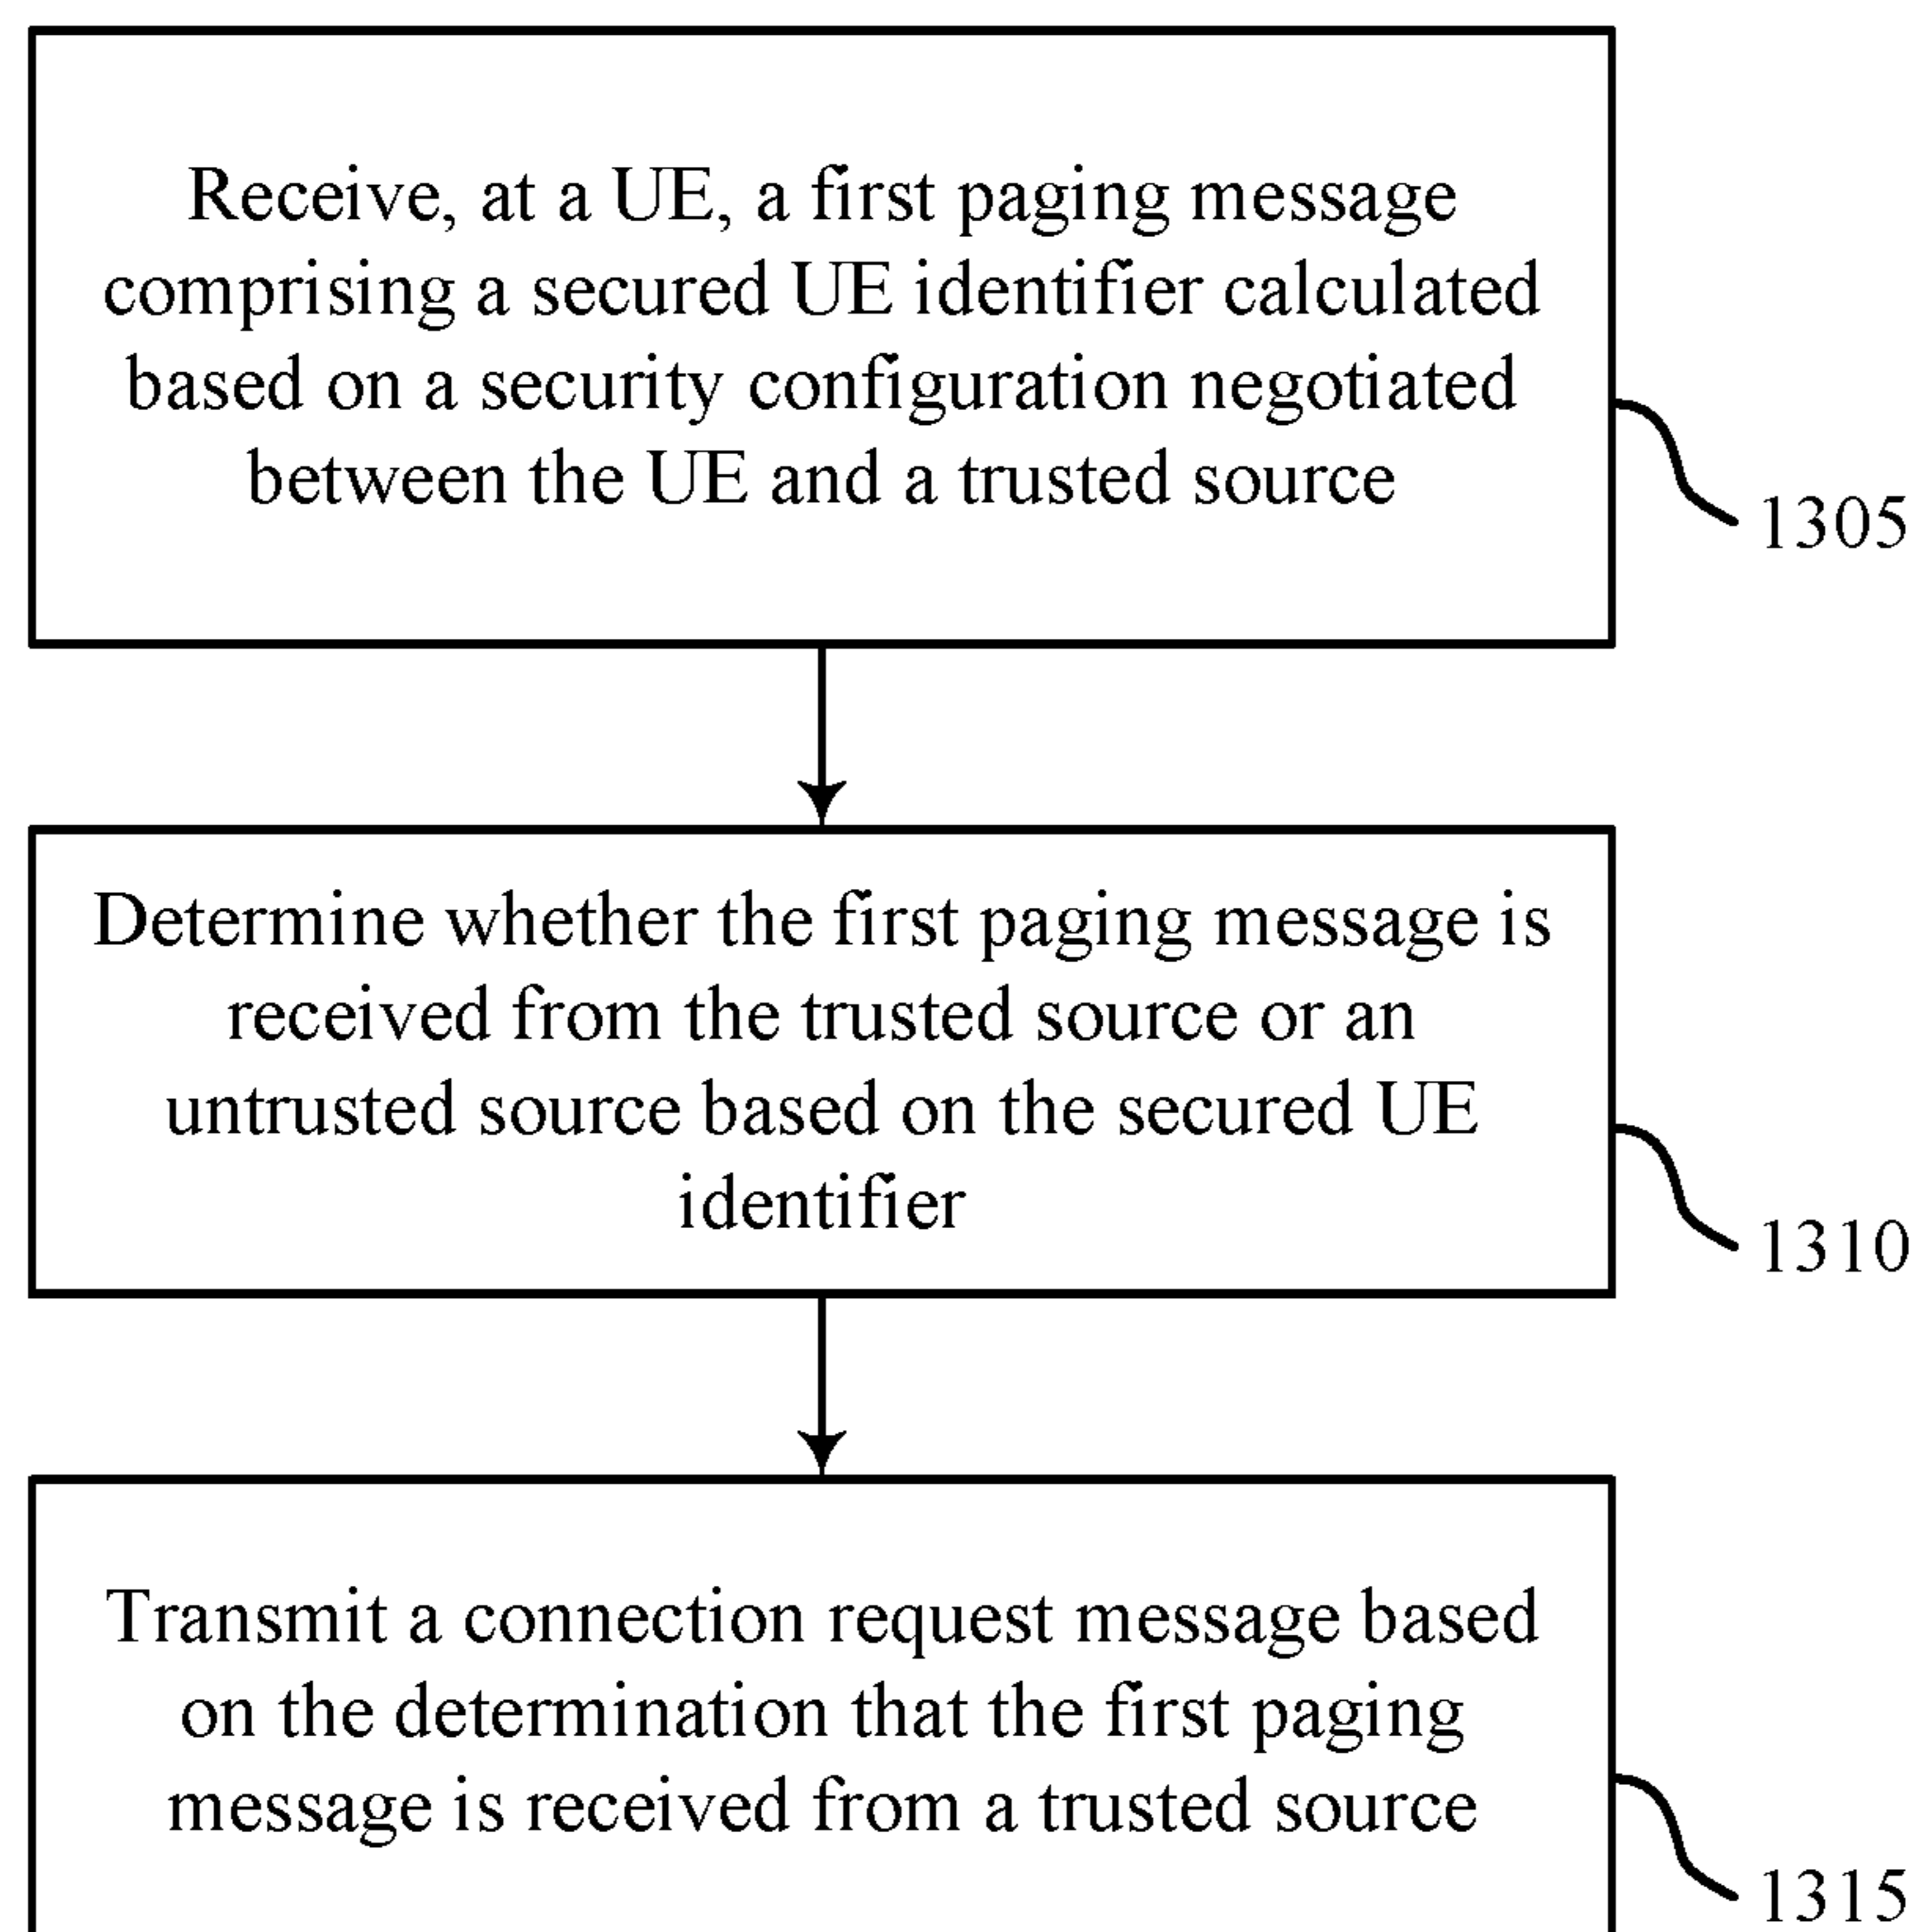 Receive, at a UE, a first paging message
comprising a secured UE identifier calculated
based on a security configuration negotiated
between the UE and a trusted source
1305
Determine whether the first paging message is
received from the trusted source or an
untrusted source based on the secured UE
identifier
1310
Transmit a connection request message based
on the determination that the first paging
message is received from a trusted source
1315